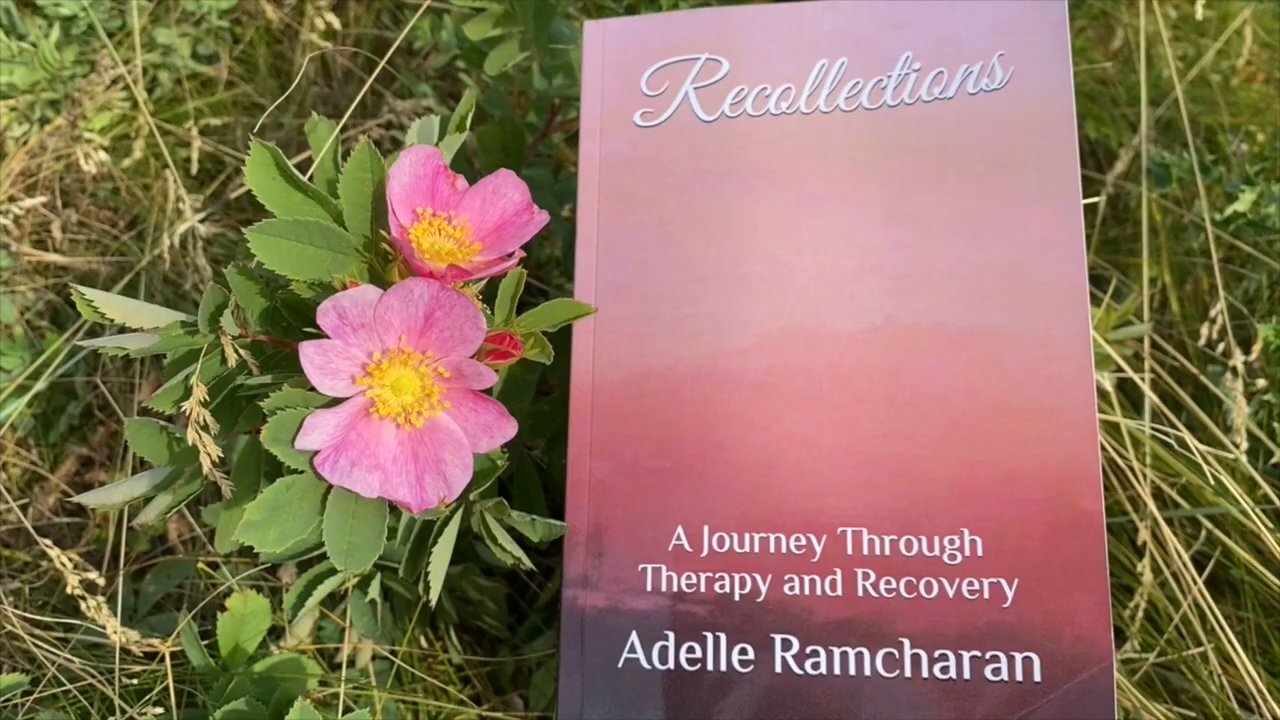 Recollections
A Journey Through
Therapy and Recovery
Adelle Ramcharan